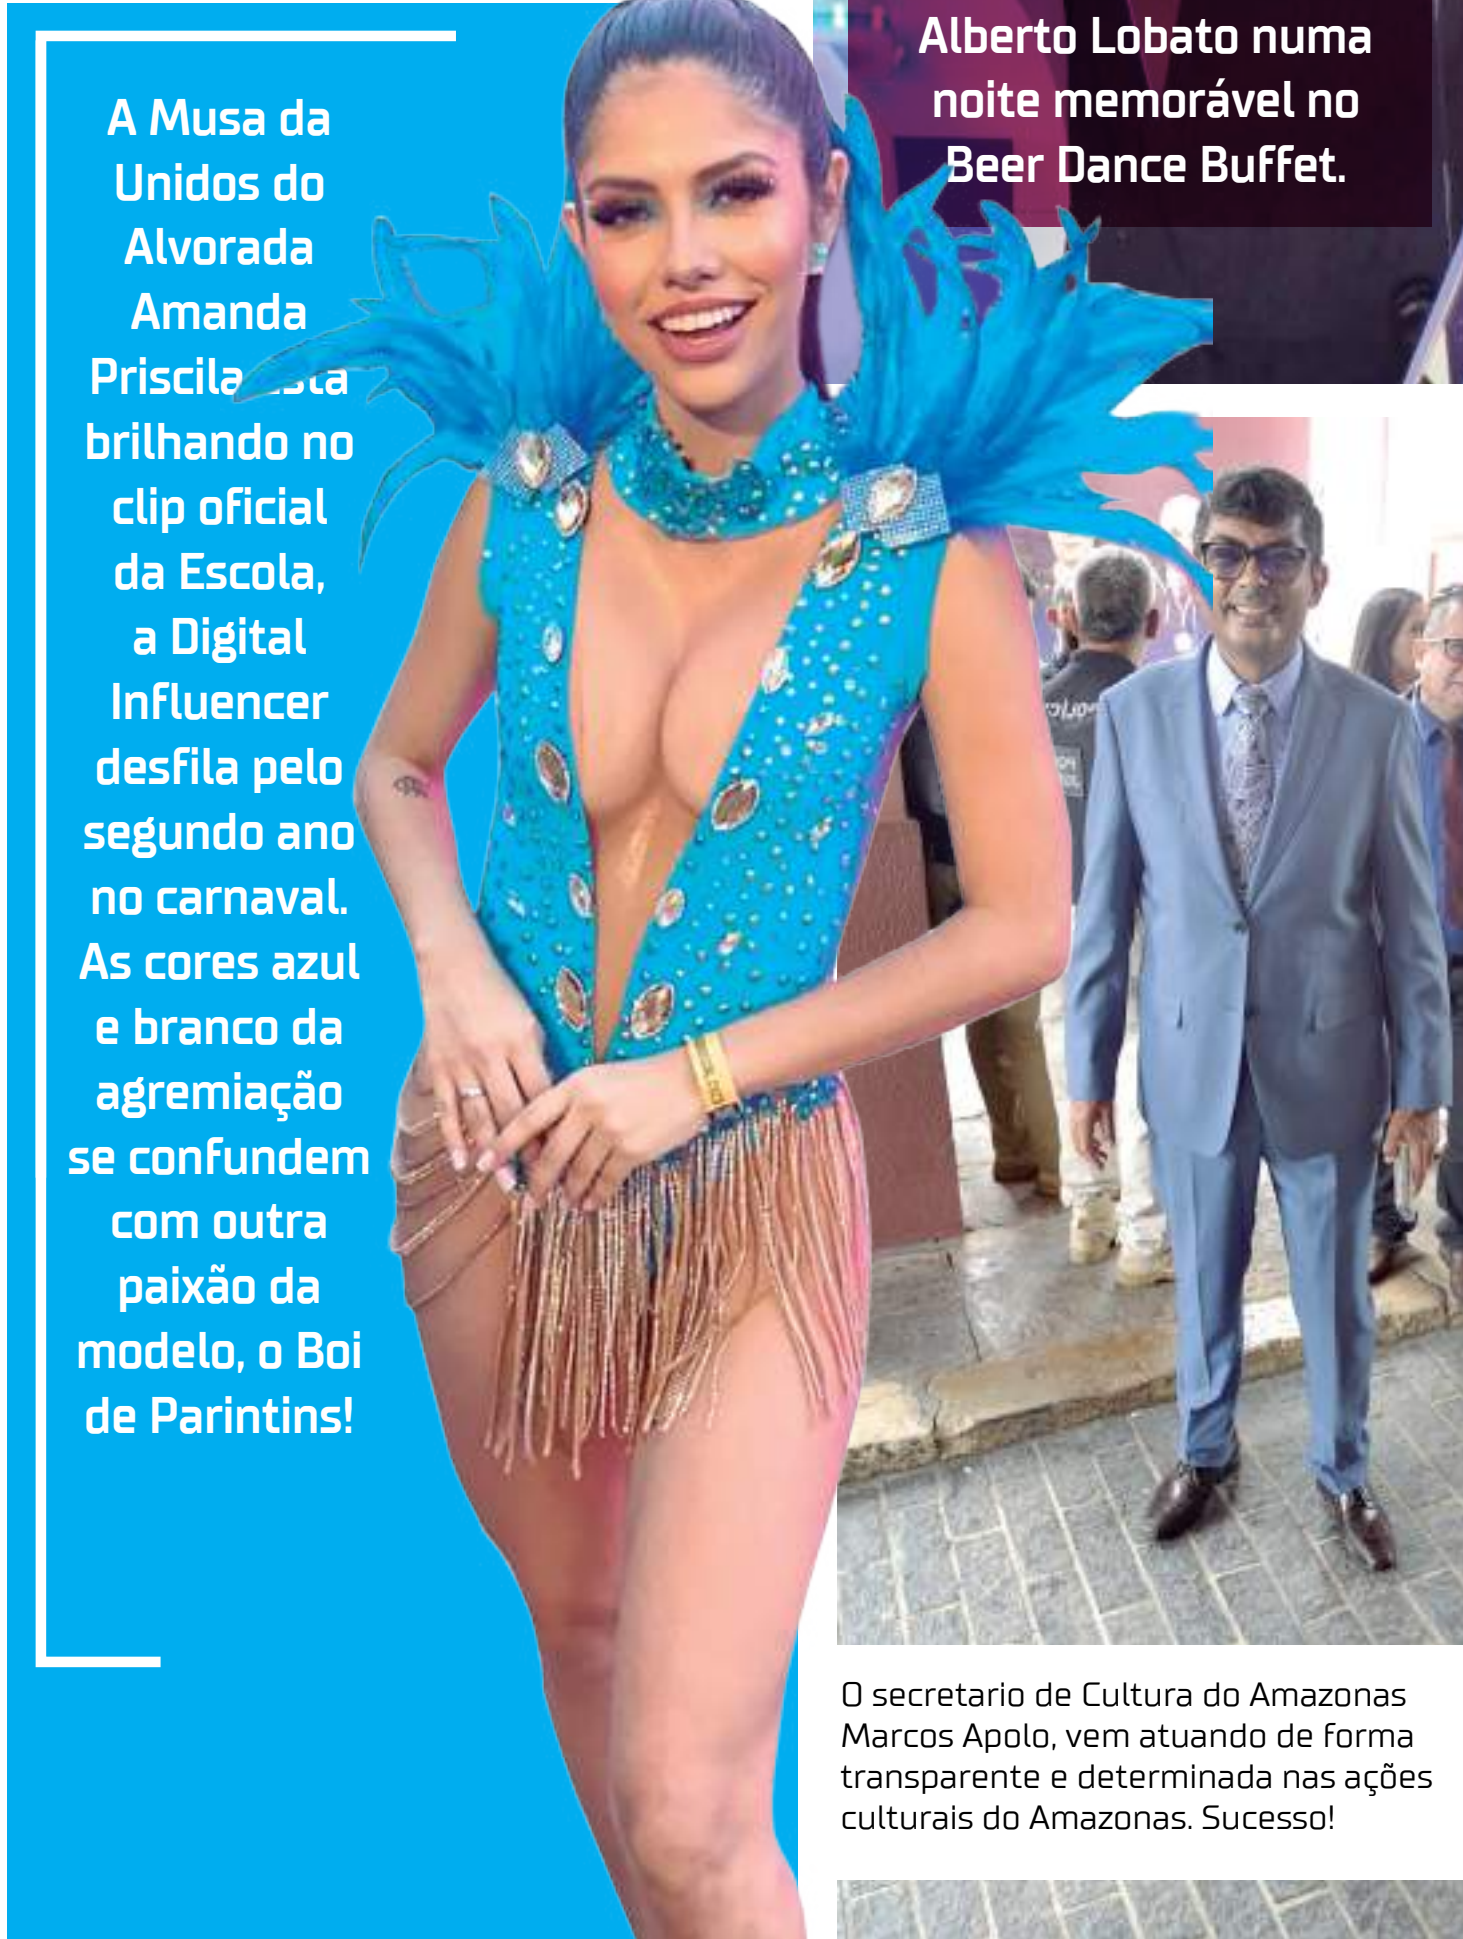 A Musa da
Unidos do
Alvorada
Amanda
Priscila está
brilhando no
clip oficial
da Escola,
a Digital
Influencer
desfila pelo
segundo ano
no carnaval.
As cores azul
e branco da
agremiação
se confundem
com outra
paixão da
modelo, o Boi
de Parintins!
Alberto Lobato numa
noite memorável no
Beer Dance Buffet.
O secretario de Cultura do Amazonas
Marcos Apolo, vem atuando de forma
transparente e determinada nas ações
culturais do Amazonas. Sucesso!